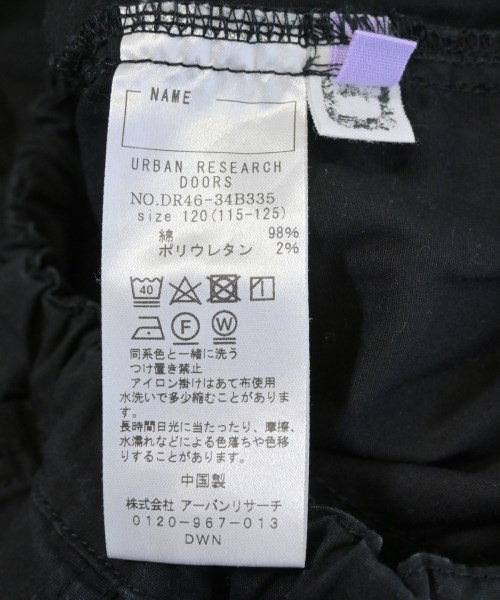 NAME
URBAN RESEARCH
DOORS
NO.DR46-34B335
size 120(115-125)
綿 98%
ポリウレタン 2%
40
F W
同系色と一緒に洗う
つけ置き禁止
アイロン掛けはあて布使用
水洗いで多少縮むことがありま
す。
長時間日光に当たったり、摩擦、
水濡れなどによる色落ちや色移
りすることがあります。
中国製
株式会社 アーバンリサーチ
0120-967-013
DWN